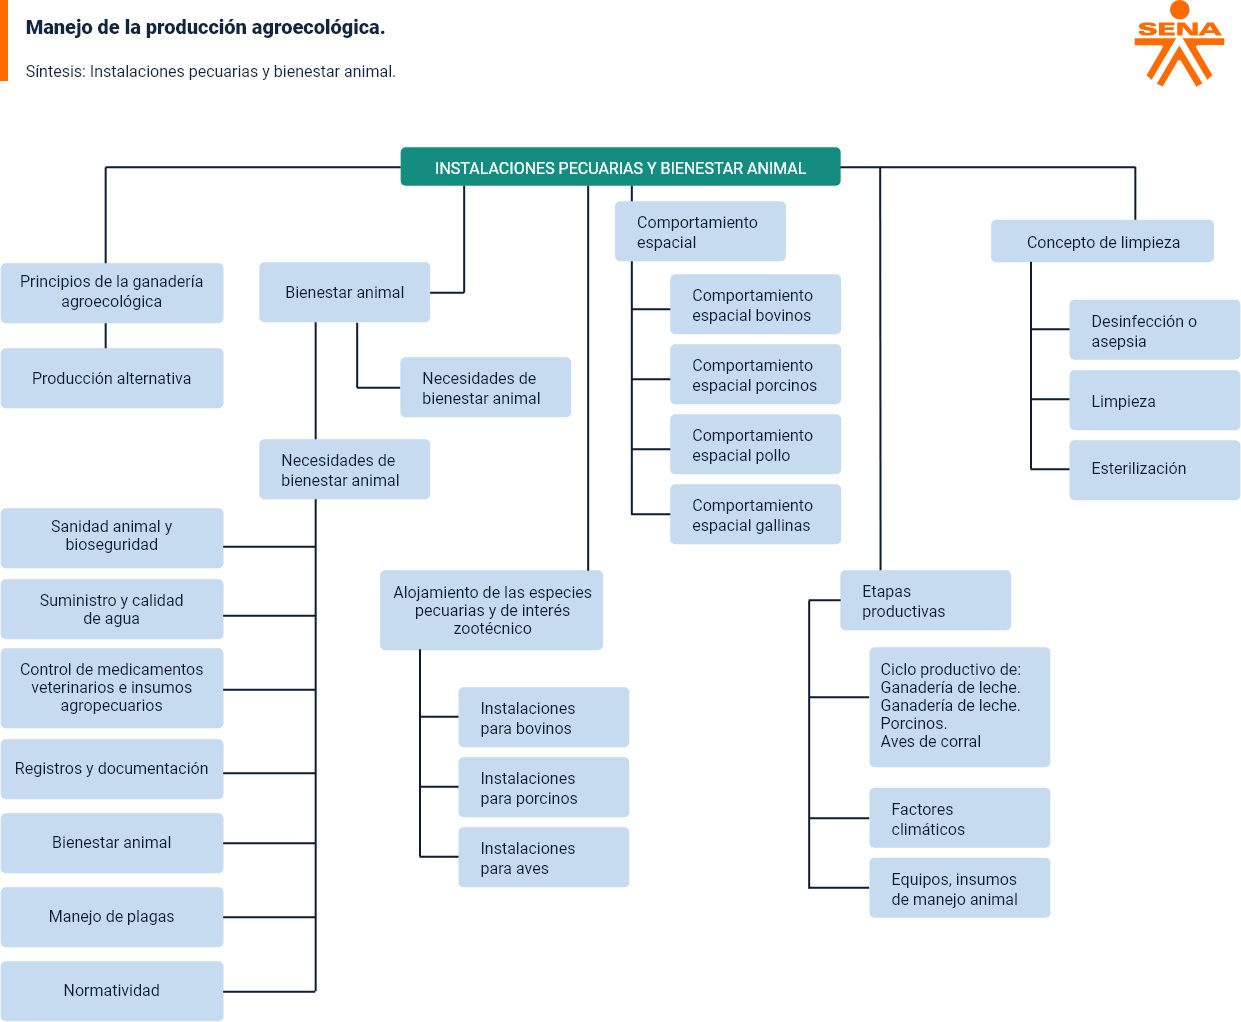 Manejo de la producción agroecológica.
Síntesis: Instalaciones pecuarias y bienestar animal.
SENA
INSTALACIONES PECUARIAS Y BIENESTAR ANIMAL
Principios de la ganadería
agroecológica
Producción alternativa
Bienestar animal
Necesidades de
bienestar animal
Necesidades de
bienestar animal
Sanidad animal y
bioseguridad
Suministro y calidad
de agua
Control de medicamentos
veterinarios e insumos
agropecuarios
Registros y documentación
Bienestar animal
Manejo de plagas
Normatividad
Alojamiento de las especies
pecuarias y de interés
zootécnico
Instalaciones
para bovinos
Instalaciones
para porcinos
Instalaciones
para aves
Comportamiento
espacial
Comportamiento
espacial bovinos
Comportamiento
espacial porcinos
Comportamiento
espacial pollo
Comportamiento
espacial gallinas
Etapas
productivas
Ciclo productivo de:
Ganadería de leche.
Ganadería de leche.
Porcinos.
Aves de corral
Factores
climáticos
Equipos, insumos
de manejo animal
Concepto de limpieza
Desinfección o
asepsia
Limpieza
Esterilización